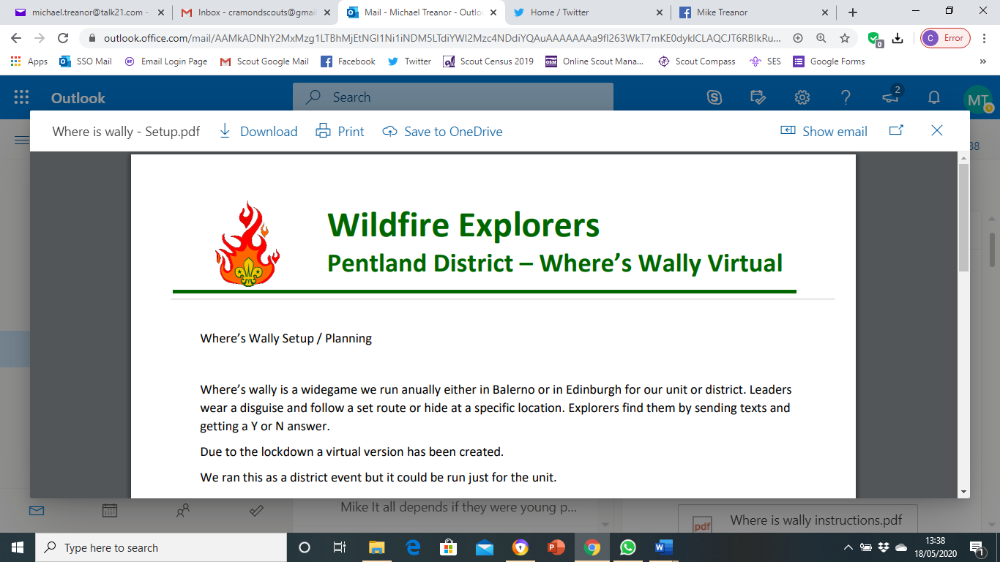 michael.treanor@talk21.com -
Inbox - cramondscouts@gmai
Mail - Michael Treanor - Outlo
Home / Twitter
Mike Treanor
outlook.office.com/mail/AAMkADNhY2MxMzg1LTBhMjEtNGI1Ni1iNDM5LTdiYWI2Mzc4NDdiYQAuAAAAAAAa9fI263WkT7mKE0dykICLAQCJT6RBIkRu...
0
C
Error
Apps
SSO Mail
Email Login Page
Scout Google Mail
Facebook
Twitter
Scout Census 2019
Online Scout Mana...
Scout Compass
SES
Google Forms
»
Outlook
Search
2
MT
Where is wally - Setup.pdf
Download
Print
Save to OneDrive
Show email
38
Wildfire Explorers
Pentland District – Where's Wally Virtual
Where's Wally Setup / Planning
Where's wally is a widegame we run anually either in Balerno or in Edinburgh for our unit or district. Leaders
wear a disguise and follow a set route or hide at a specific location. Explorers find them by sending texts and
getting a Y or N answer.
Due to the lockdown a virtual version has been created.
We ran this as a district event but it could be run just for the unit.
Mike It all depends if they were young p...
pdf
Where is wally instructions.pdf
Type here to search
13:38
18/05/2020
1